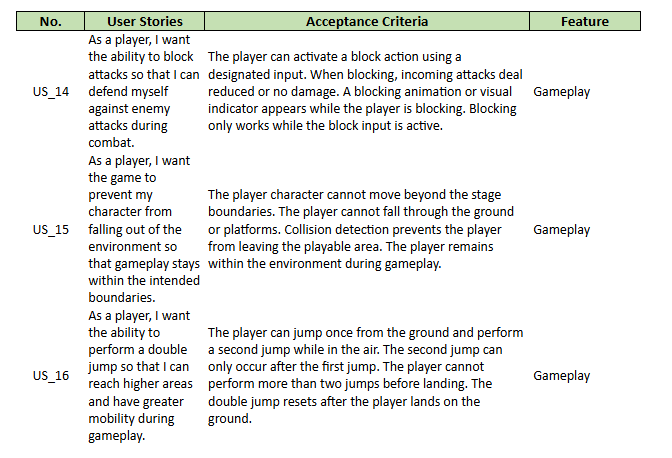 No. User Stories Acceptance Criteria Feature
US_14
As a player, I want
the ability to block
attacks so that I can
defend myself
against enemy
attacks during
combat.
The player can activate a block action using a
designated input. When blocking, incoming attacks deal
reduced or no damage. A blocking animation or visual
indicator appears while the player is blocking. Blocking
only works while the block input is active.
Gameplay
US_15
As a player, I want
the game to
prevent my
character from
falling out of the
environment so
that gameplay stays
within the intended
boundaries.
The player character cannot move beyond the stage
boundaries. The player cannot fall through the ground
or platforms. Collision detection prevents the player
from leaving the playable area. The player remains
within the environment during gameplay.
Gameplay
US_16
As a player, I want
the ability to
perform a double
jump so that I can
reach higher areas
and have greater
mobility during
gameplay.
The player can jump once from the ground and perform
a second jump while in the air. The second jump can
only occur after the first jump. The player cannot
perform more than two jumps before landing. The
double jump resets after the player lands on the
ground.
Gameplay